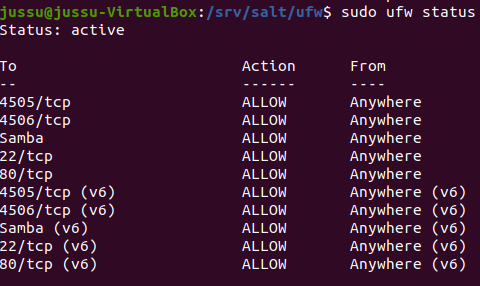 jussu@jussu-VirtualBox:/srv/salt/ufw$ sudo ufw status
Status: active
To Action From
-- ------ ----
4505/tcp ALLOW Anywhere
4506/tcp ALLOW Anywhere
Samba ALLOW Anywhere
22/tcp ALLOW Anywhere
80/tcp ALLOW Anywhere
4505/tcp (v6) ALLOW Anywhere (v6)
4506/tcp (v6) ALLOW Anywhere (v6)
Samba (v6) ALLOW Anywhere (v6)
22/tcp (v6) ALLOW Anywhere (v6)
80/tcp (v6) ALLOW Anywhere (v6)